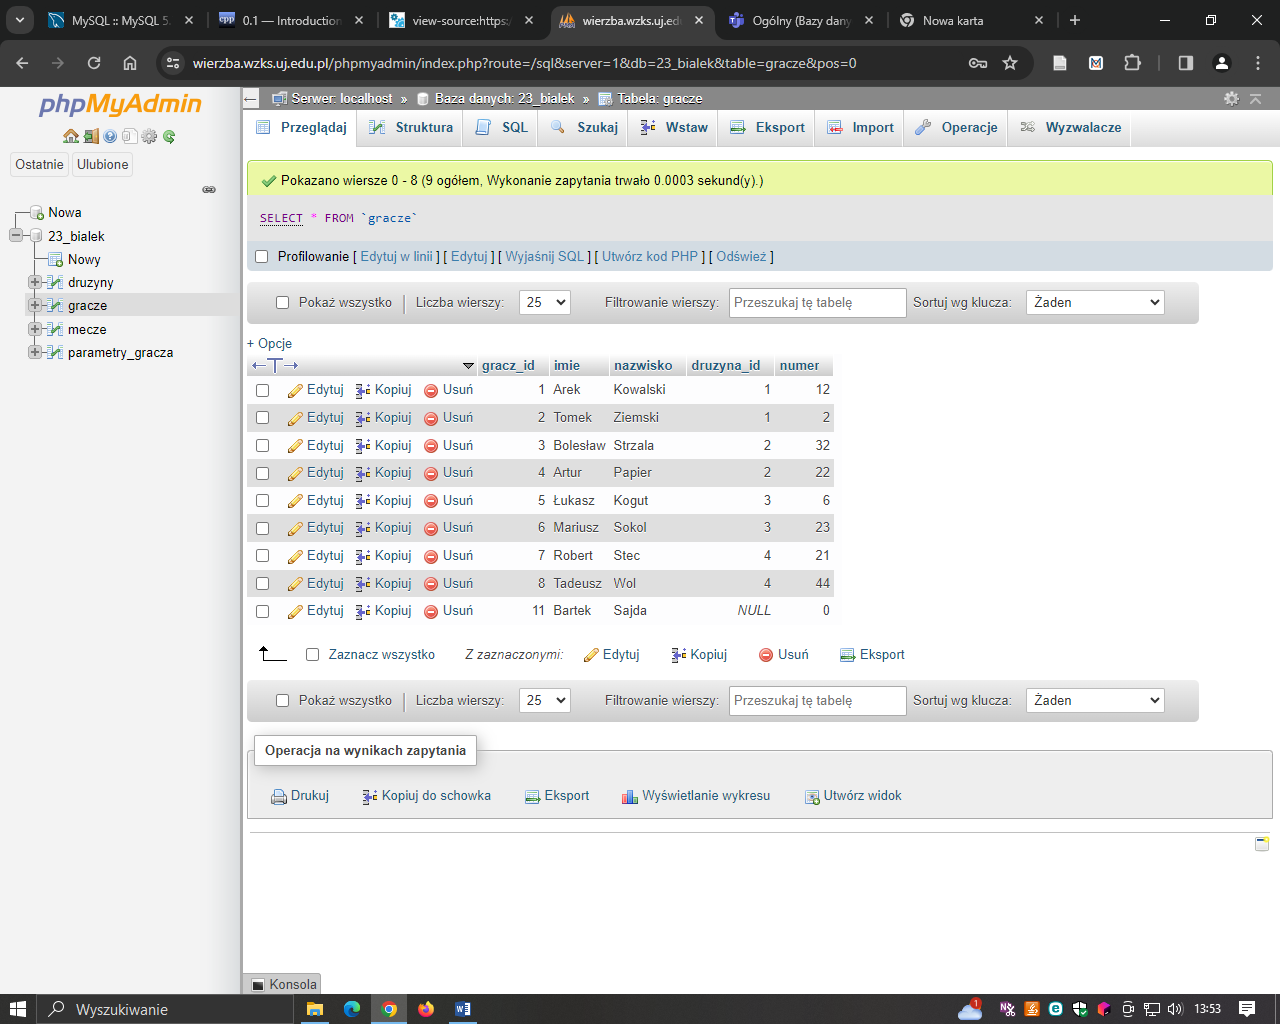 MySQL :: MySQL 5.
0.1 — Introduction
view-source:https:/
wierzba.wzks.uj.ed
Ogólny (Bazy dany
Nowa karta
wierzba.wzks.uj.edu.pl/phpmyadmin/index.php?route=/sql&server=1&db=23_bialek&table=gracze&pos=0
phpMyAdmin
Ostatnie Ulubione
Nowa
23_bialek
Nowy
druzyny
gracze
mecze
parametry_gracza
Serwer: localhost » Baza danych: 23_bialek » Tabela: gracze
Przeglądaj Struktura SQL Szukaj Wstaw Eksport Import Operacje Wyzwalacze
Pokazano wiersze 0 - 8 (9 ogółem, Wykonanie zapytania trwało 0.0003 sekund(y).)
SELECT * FROM `gracze`
Profilowanie [ Edytuj w linii ] [ Edytuj ] [ Wyjaśnij SQL ] [ Utwórz kod PHP ] [ Odśwież ]
Pokaż wszystko Liczba wierszy: 25 Filtrowanie wierszy: Przeszukaj tę tabelę Sortuj wg klucza: Żaden
+ Opcje
gracz_id imie nazwisko druzyna_id numer
Edytuj Kopiuj Usuń 1 Arek Kowalski 1 12
Edytuj Kopiuj Usuń 2 Tomek Ziemski 1 2
Edytuj Kopiuj Usuń 3 Bolesław Strzala 2 32
Edytuj Kopiuj Usuń 4 Artur Papier 2 22
Edytuj Kopiuj Usuń 5 Łukasz Kogut 3 6
Edytuj Kopiuj Usuń 6 Mariusz Sokol 3 23
Edytuj Kopiuj Usuń 7 Robert Stec 4 21
Edytuj Kopiuj Usuń 8 Tadeusz Wol 4 44
Edytuj Kopiuj Usuń 11 Bartek Sajda NULL 0
Zaznacz wszystko Z zaznaczonymi: Edytuj Kopiuj Usuń Eksport
Pokaż wszystko Liczba wierszy: 25 Filtrowanie wierszy: Przeszukaj tę tabelę Sortuj wg klucza: Żaden
Operacja na wynikach zapytania
Drukuj Kopiuj do schowka Eksport Wyświetlanie wykresu Utwórz widok
Konsola
Wyszukiwanie
1
13:53